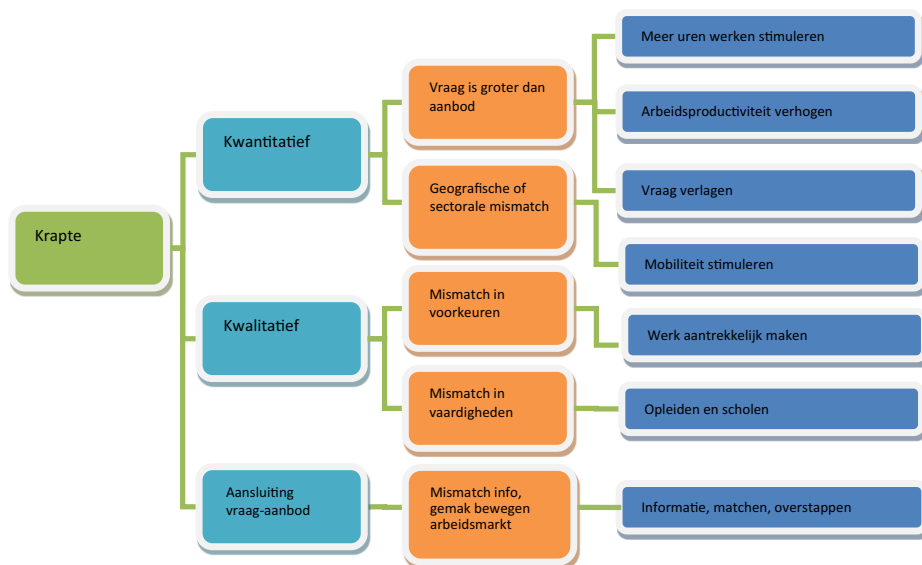 Krapte
Kwantitatief
Kwalitatief
Aansluiting
vraag-aanbod
Vraag is groter dan
aanbod
Geografische of
sectorale mismatch
Mismatch in
voorkeuren
Mismatch in
vaardigheden
Mismatch info,
gemak bewegen
arbeidsmarkt
Meer uren werken stimuleren
Arbeidsproductiviteit verhogen
Vraag verlagen
Mobiliteit stimuleren
Werk aantrekkelijk maken
Opleiden en scholen
Informatie, matchen, overstappen